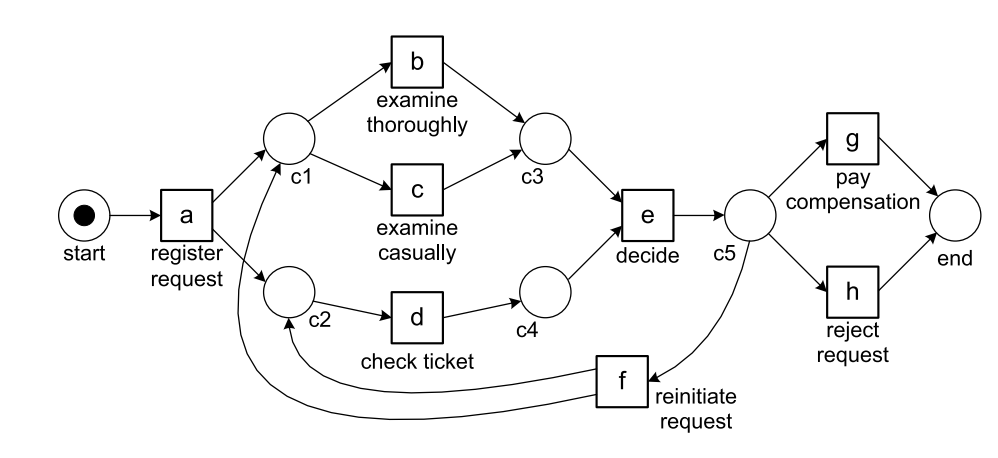 b
examine
thoroughly
c1
c3
c
examine
casually
start
a
register
request
e
decide
c5
g
pay
compensation
end
h
reject
request
c2
d
check ticket
c4
f
reinitiate
request